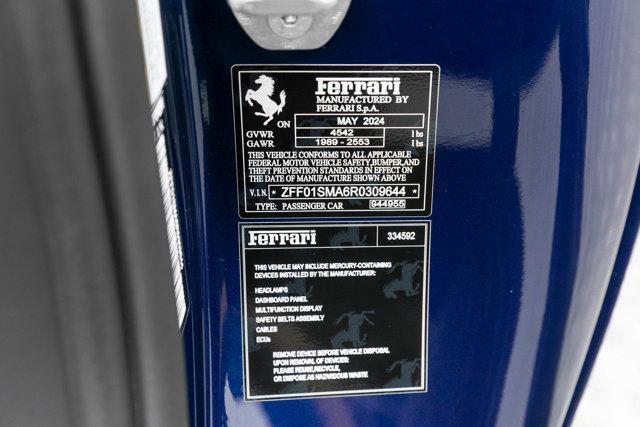 Ferrari
MANUFACTURED BY
FERRARI S.p.A.
ON MAY 2024
GVWR 4542 lbs
GAWR 1989 - 2553 lbs
THIS VEHICLE CONFORMS TO ALL APPLICABLE
FEDERAL MOTOR VEHICLE SAFETY,BUMPER,AND
THEFT PREVENTION STANDARDS IN EFFECT ON
THE DATE OF MANUFACTURE SHOWN ABOVE
V.I.N. * ZFF01SMA6R0309644 *
TYPE: PASSENGER CAR 944955
Ferrari 334592
THIS VEHICLE MAY INCLUDE MERCURY-CONTAINING
DEVICES INSTALLED BY THE MANUFACTURER:
HEADLAMPS
DASHBOARD PANEL
MULTIFUNCTION DISPLAY
SAFETY BELTS ASSEMBLY
CABLES
ECUs
REMOVE DEVICE BEFORE VEHICLE DISPOSAL
UPON REMOVAL OF DEVICES:
PLEASE REUSE,RECYCLE,
OR DISPOSE AS HAZARDOUS WASTE